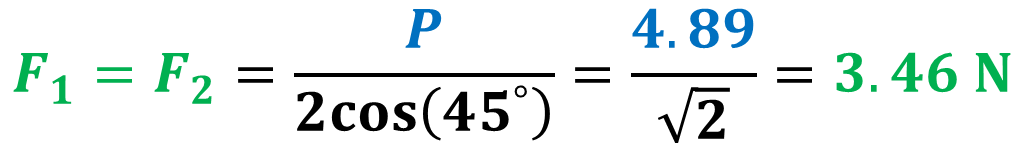 F₁ = F₂ = P / 2cos(45°) = 4.89 / √2 = 3.46 N